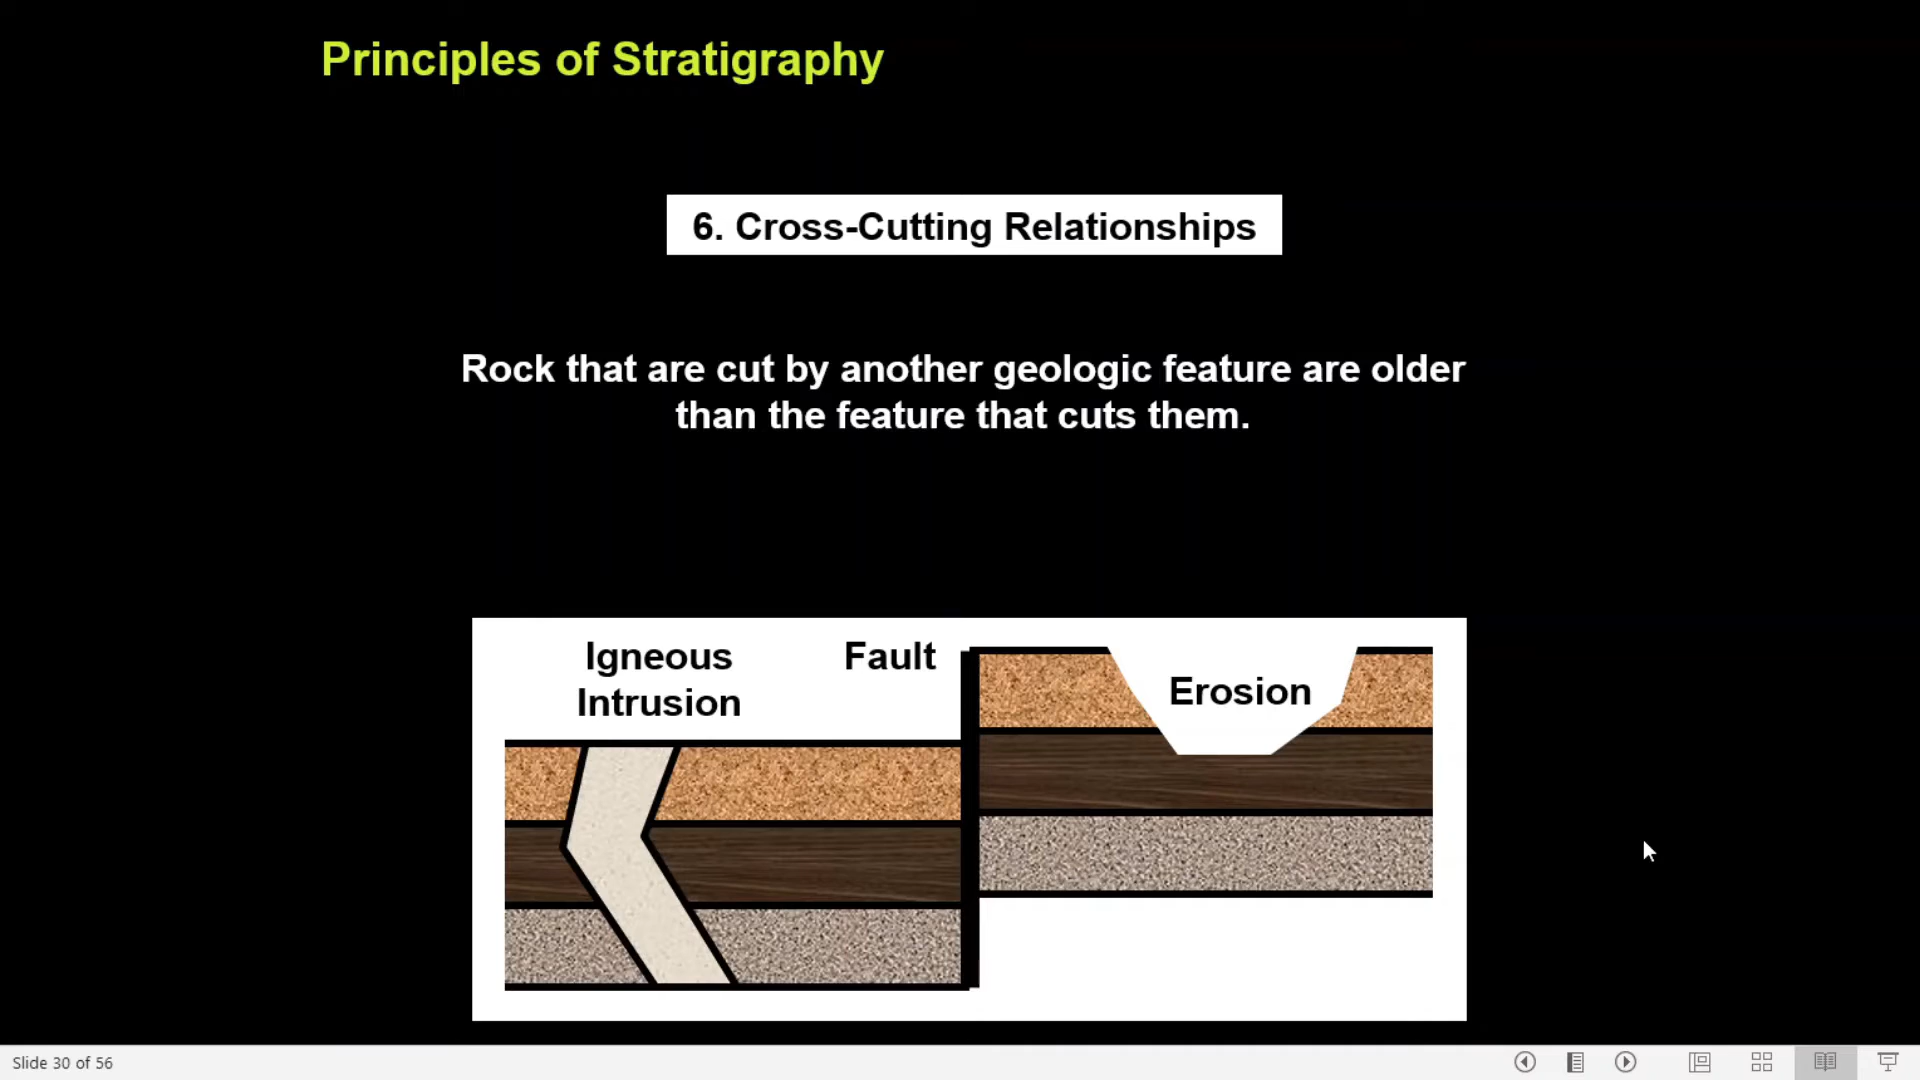 Principles of Stratigraphy
6. Cross-Cutting Relationships
Rock that are cut by another geologic feature are older
than the feature that cuts them.
Igneous
Intrusion
Fault
Erosion
Slide 30 of 56